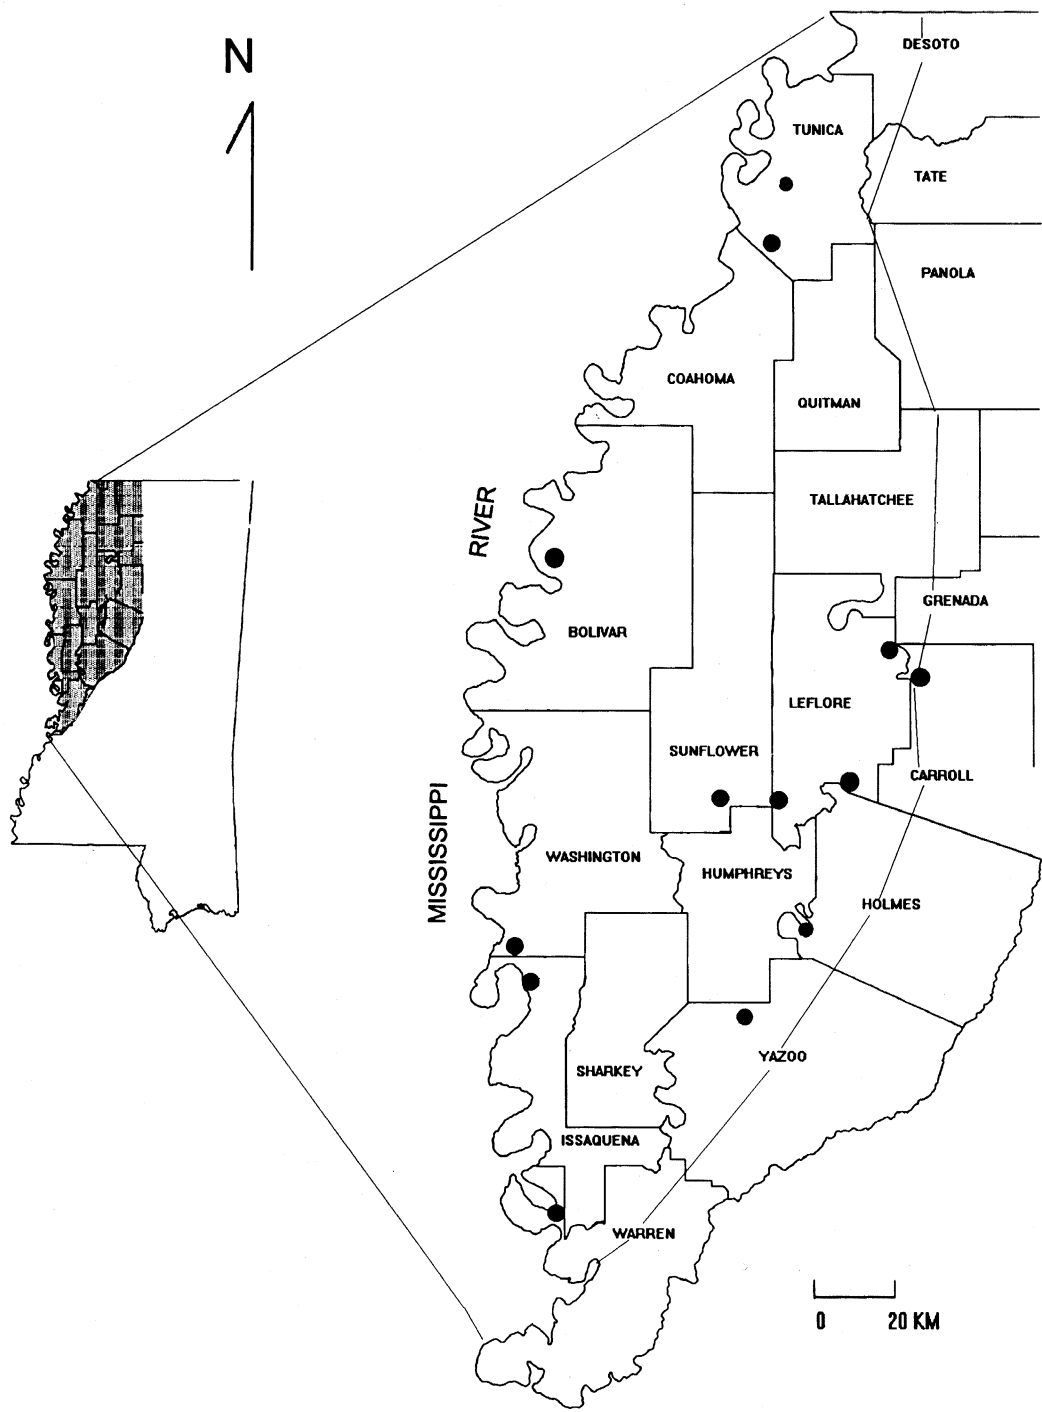 N
DESOTO
TUNICA
TATE
PANOLA
COAHOMA
QUITMAN
TALLAHATCHEE
RIVER
GRENADA
BOLIVAR
LEFLORE
SUNFLOWER
CARROLL
MISSISSIPPI
WASHINGTON
HUMPHREYS
HOLMES
YAZOO
SHARKEY
ISSAQUENA
WARREN
0 20 KM